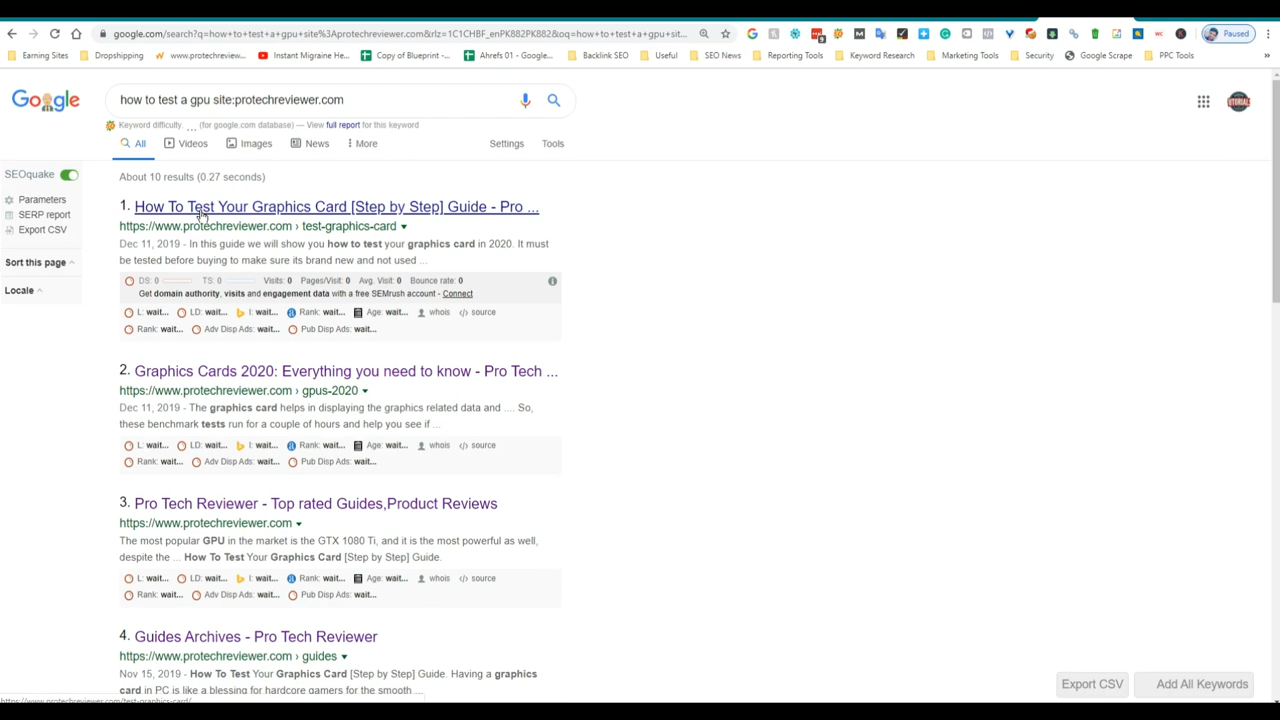 google.com/search?q=how+to+test+a+gpu+site%3Aprotechreviewer.com&rlz=1C1CHBF_enPK882PK882&oq=how+to+test+a+gpu+sit...
Paused
Earning Sites
Dropshipping
www.protechreview...
Instant Migraine He...
Copy of Blueprint -...
Ahrefs 01 - Google...
Backlink SEO
Useful
SEO News
Reporting Tools
Keyword Research
Marketing Tools
Security
Google Scrape
PPC Tools
»
Google
how to test a gpu site:protechreviewer.com
Keyword difficulty ... (for google.com database) — View full report for this keyword
All
Videos
Images
News
More
Settings
Tools
SEOquake
Parameters
SERP report
Export CSV
Sort this page
Locale
About 10 results (0.27 seconds)
1. How To Test Your Graphics Card [Step by Step] Guide - Pro ...
https://www.protechreviewer.com › test-graphics-card
Dec 11, 2019 - In this guide we will show you how to test your graphics card in 2020. It must
be tested before buying to make sure its brand new and not used ...
DS: 0 TS: 0 Visits: 0 Pages/Visit: 0 Avg. Visit: 0 Bounce rate: 0
Get domain authority, visits and engagement data with a free SEMrush account - Connect
L: wait... LD: wait... I: wait... Rank: wait... Age: wait... whois source
Rank: wait... Adv Disp Ads: wait... Pub Disp Ads: wait...
2. Graphics Cards 2020: Everything you need to know - Pro Tech ...
https://www.protechreviewer.com › gpus-2020
Dec 11, 2019 - The graphics card helps in displaying the graphics related data and .... So,
these benchmark tests run for a couple of hours and help you see if ...
L: wait... LD: wait... I: wait... Rank: wait... Age: wait... whois source
Rank: wait... Adv Disp Ads: wait... Pub Disp Ads: wait...
3. Pro Tech Reviewer - Top rated Guides,Product Reviews
https://www.protechreviewer.com
The most popular GPU in the market is the GTX 1080 Ti, and it is the most powerful as well,
despite the ... How To Test Your Graphics Card [Step by Step] Guide.
L: wait... LD: wait... I: wait... Rank: wait... Age: wait... whois source
Rank: wait... Adv Disp Ads: wait... Pub Disp Ads: wait...
4. Guides Archives - Pro Tech Reviewer
https://www.protechreviewer.com › guides
Nov 15, 2019 - How To Test Your Graphics Card [Step by Step] Guide. Having a graphics
card in PC is like a blessing for hardcore gamers for the smooth ...
Export CSV
Add All Keywords
https://www.protechreviewer.com/test-graphics-card/